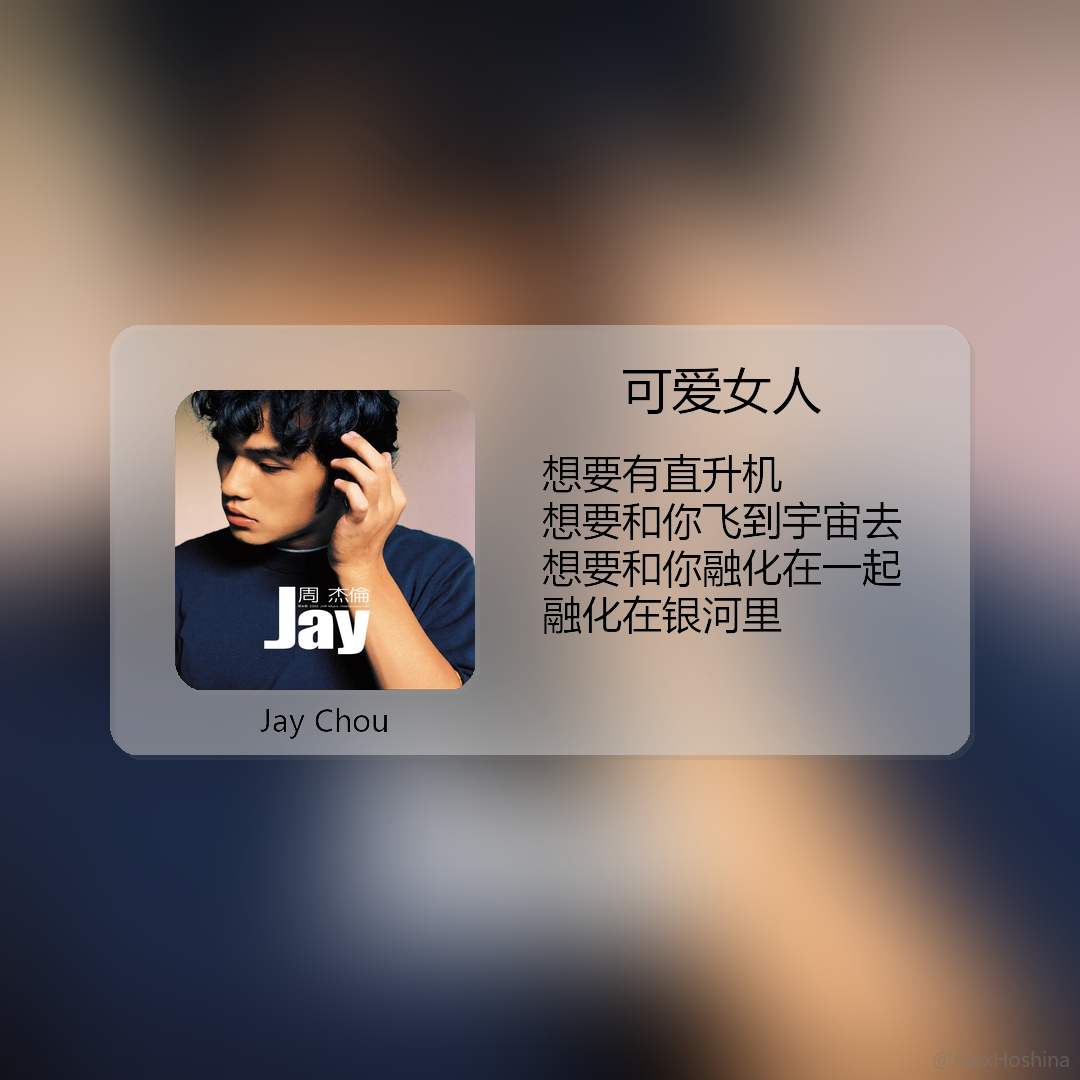 可爱女人
想要有直升机
想要和你飞到宇宙去
想要和你融化在一起
融化在银河里
周 杰倫
Jay
Jay Chou